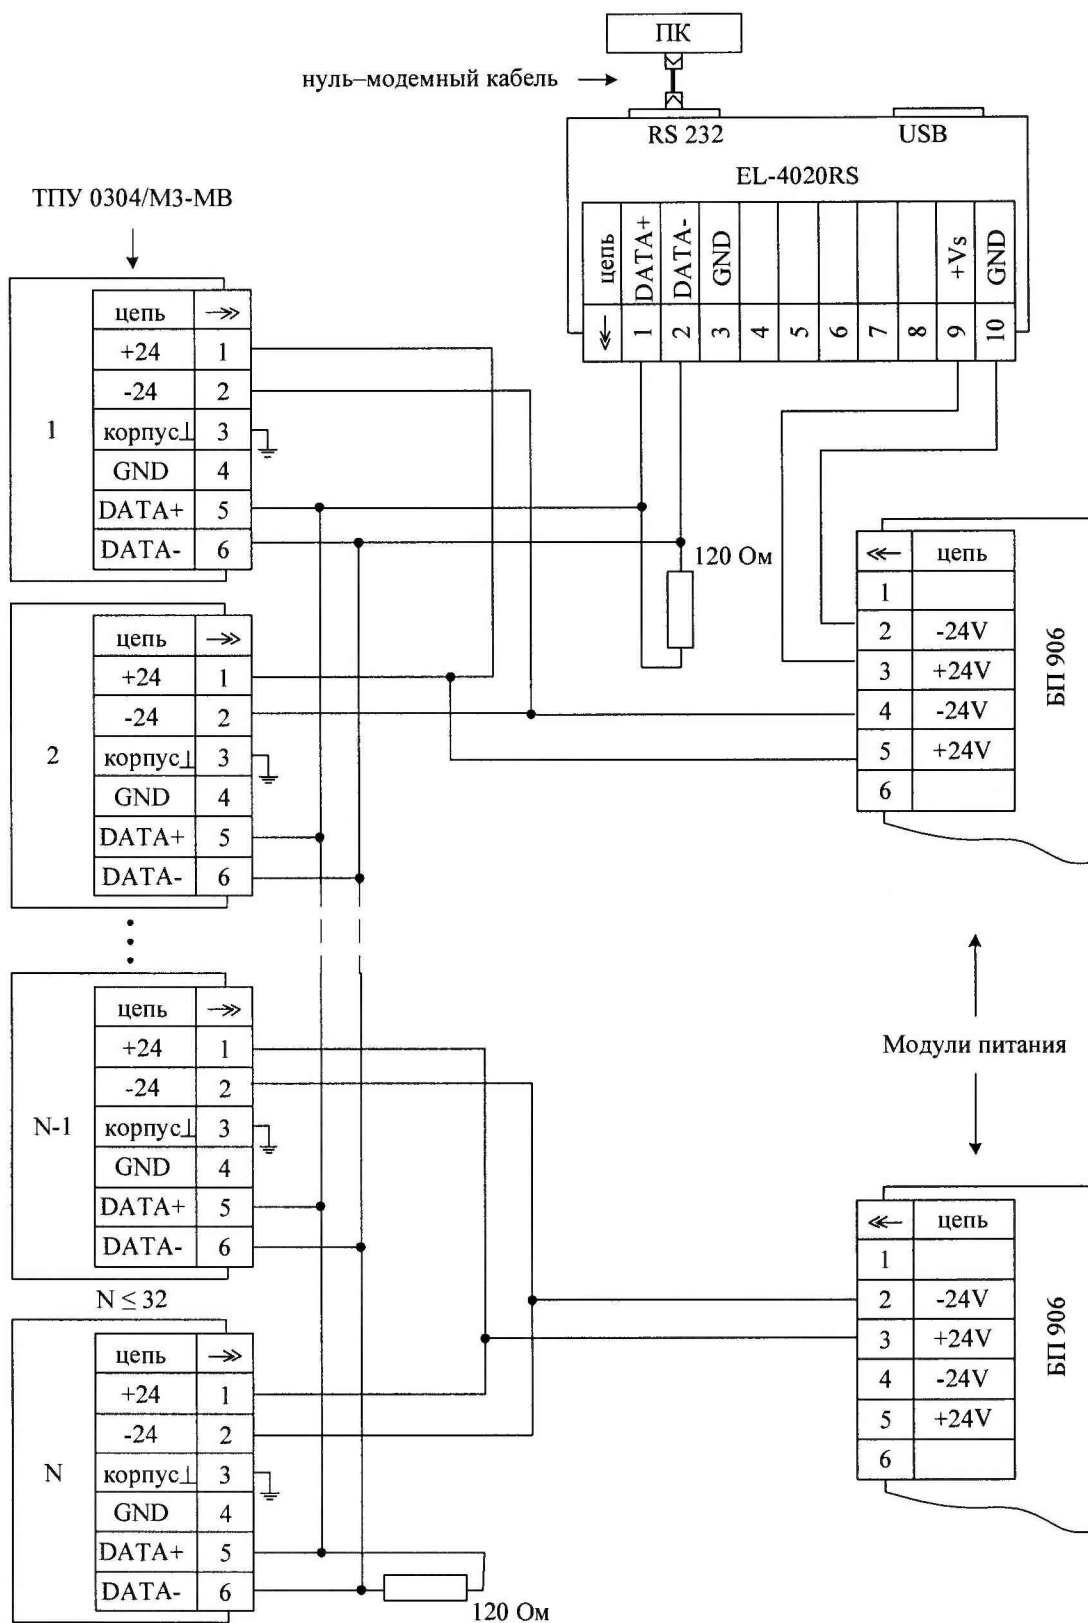 ПК
нуль–модемный кабель
RS 232 USB
EL-4020RS
цепь DATA+ DATA- GND +Vs GND
1 2 3 4 5 6 7 8 9 10
ТПУ 0304/М3-МВ
1
цепь
+24 1
-24 2
корпус⊥ 3
GND 4
DATA+ 5
DATA- 6
120 Ом
2
цепь
+24 1
-24 2
корпус⊥ 3
GND 4
DATA+ 5
DATA- 6
цепь
1
2 -24V
3 +24V
4 -24V
5 +24V
6
БП 906
Модули питания
N-1
цепь
+24 1
-24 2
корпус⊥ 3
GND 4
DATA+ 5
DATA- 6
N ≤ 32
N
цепь
+24 1
-24 2
корпус⊥ 3
GND 4
DATA+ 5
DATA- 6
120 Ом
цепь
1
2 -24V
3 +24V
4 -24V
5 +24V
6
БП 906